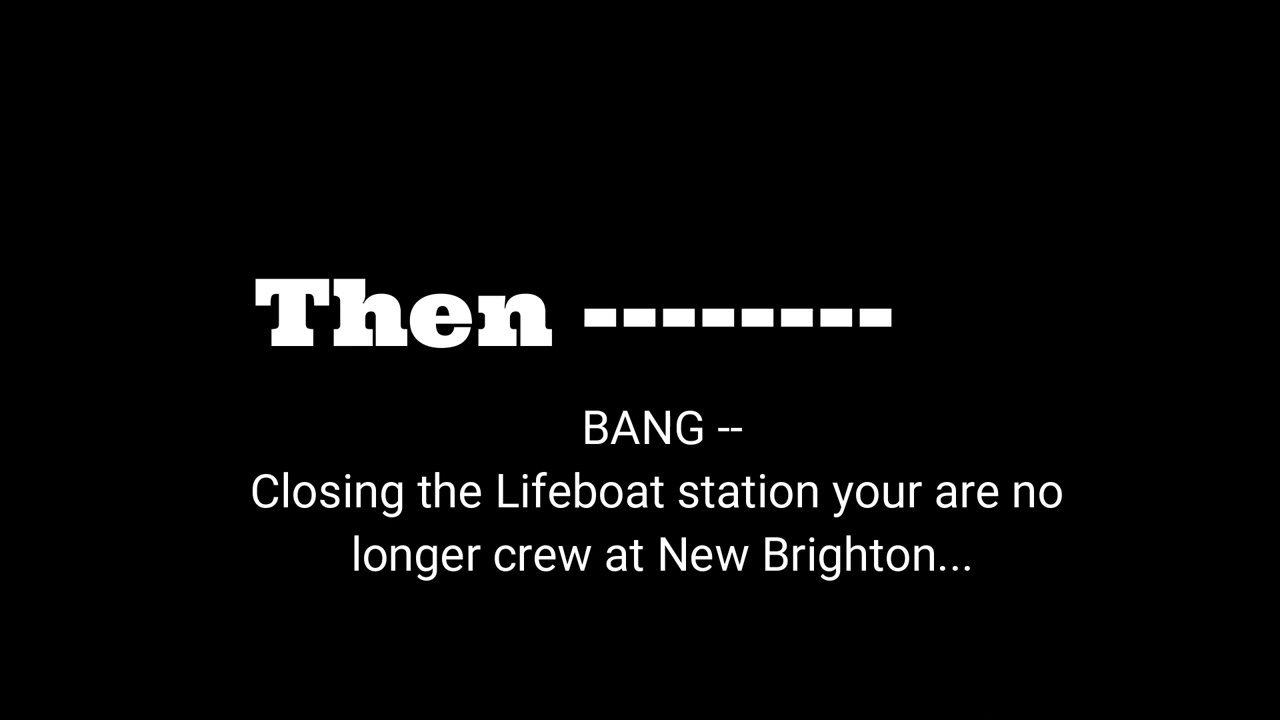 Then --------
BANG --
Closing the Lifeboat station your are no
longer crew at New Brighton...